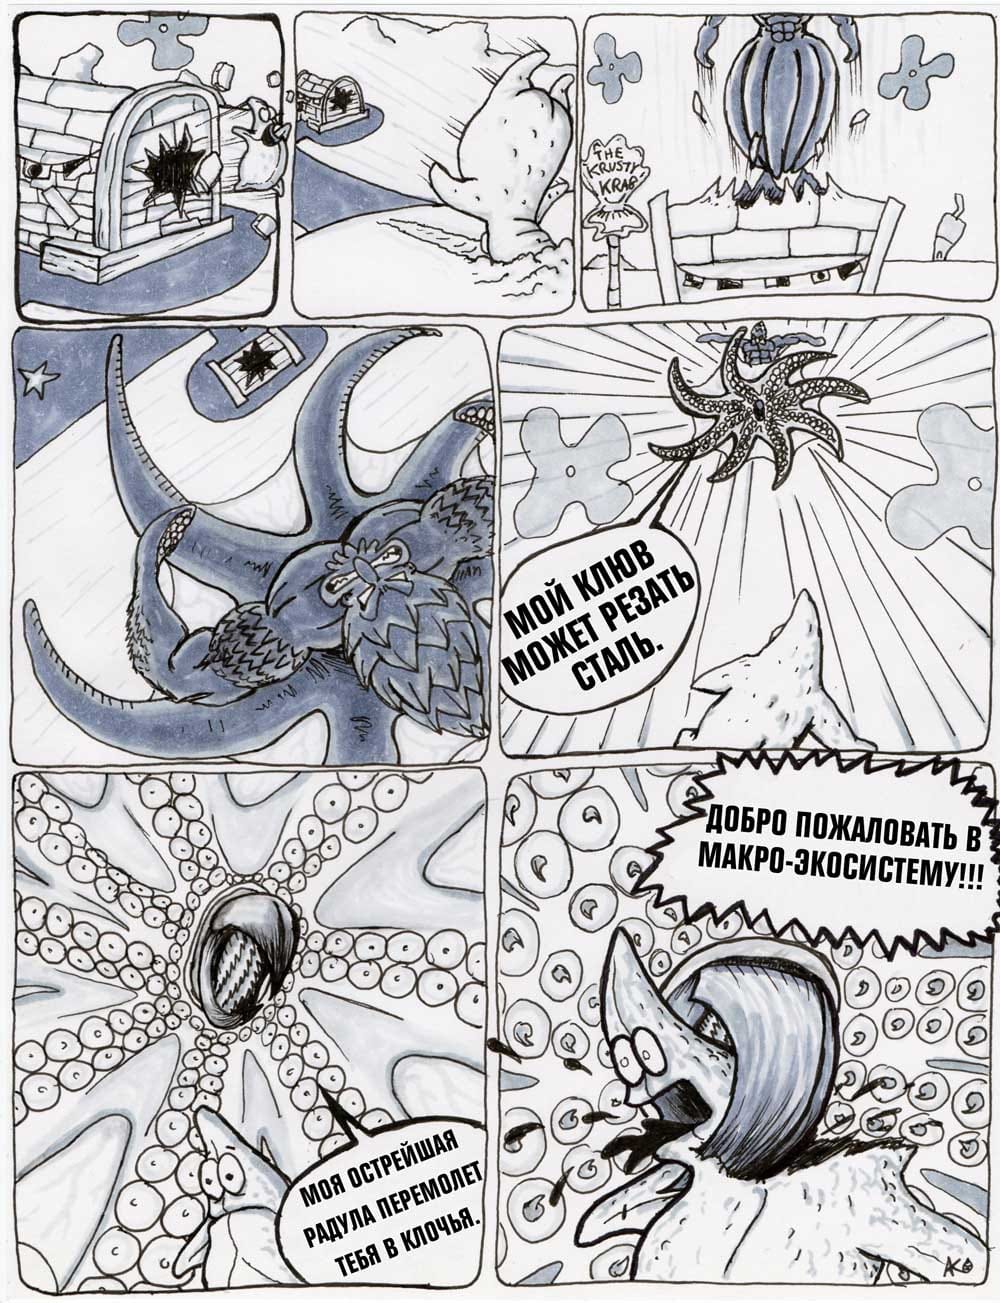 THE
KRUSTY
KRAB
МОЙ КЛЮВ
МОЖЕТ РЕЗАТЬ
СТАЛЬ.
МОЯ ОСТРЕЙШАЯ
РАДУЛА ПЕРЕМОЛЕТ
ТЕБЯ В КЛОЧЬЯ.
ДОБРО ПОЖАЛОВАТЬ В
МАКРО-ЭКОСИСТЕМУ!!!